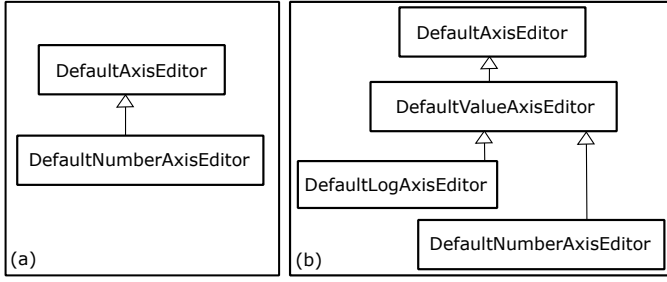 DefaultAxisEditor
DefaultNumberAxisEditor
(a)
DefaultAxisEditor
DefaultValueAxisEditor
DefaultLogAxisEditor
DefaultNumberAxisEditor
(b)